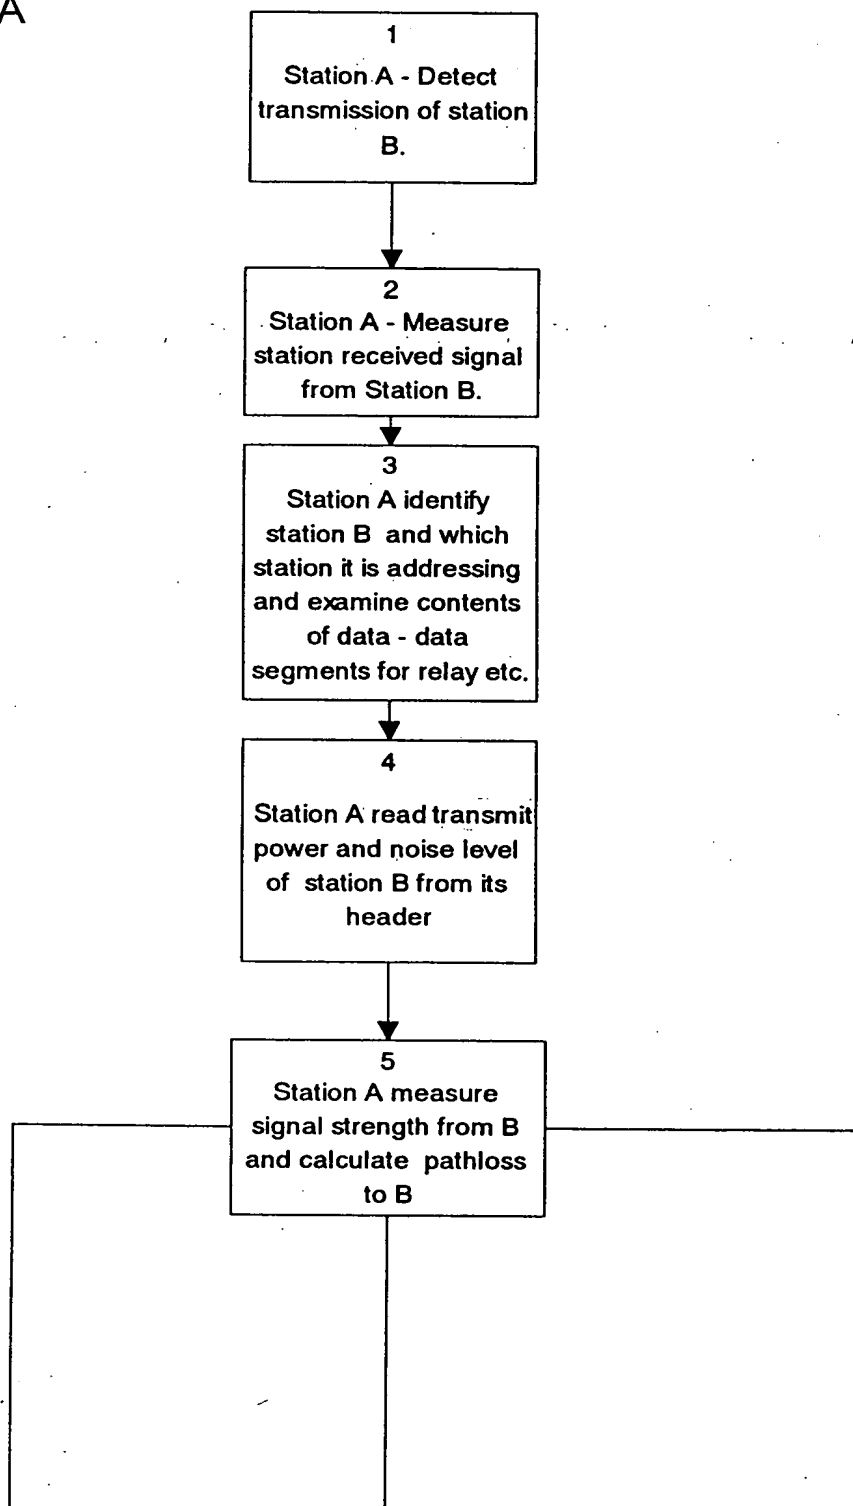 A
1
Station A - Detect
transmission of station
B.
2
Station A - Measure
station received signal
from Station B.
3
Station A identify
station B and which
station it is addressing
and examine contents
of data - data
segments for relay etc.
4
Station A read transmit
power and noise level
of station B from its
header
5
Station A measure
signal strength from B
and calculate pathloss
to B